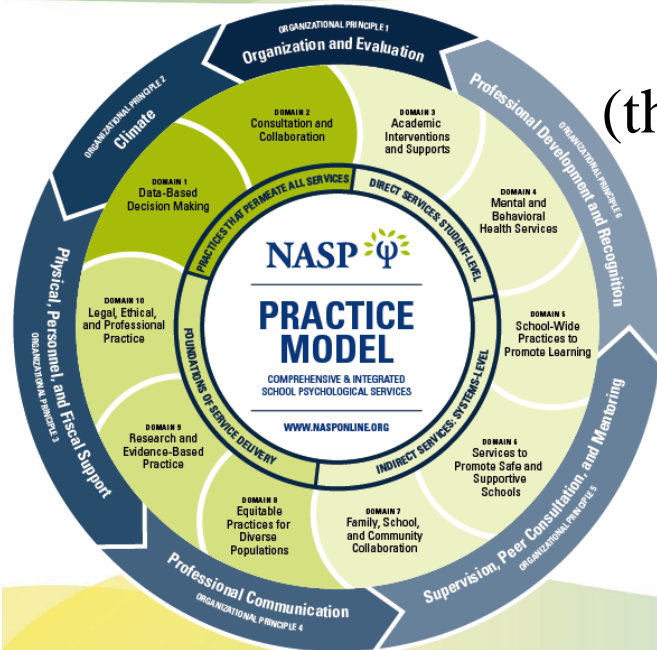 ORGANIZATIONAL PRINCIPLE 1
Organization and Evaluation
ORGANIZATIONAL PRINCIPLE 2
Climate
ORGANIZATIONAL PRINCIPLE 6
Professional Development and Recognition
(th
DOMAIN 2
Consultation and
Collaboration
DOMAIN 3
Academic
Interventions
and Supports
DOMAIN 1
Data-Based
Decision Making
DOMAIN 4
Mental and
Behavioral
Health Services
PRACTICES THAT PERMEATE ALL SERVICES
DIRECT SERVICES: STUDENT-LEVEL
NASP
PRACTICE
MODEL
COMPREHENSIVE & INTEGRATED
SCHOOL PSYCHOLOGICAL SERVICES
WWW.NASPONLINE.ORG
DOMAIN 10
Legal, Ethical,
and Professional
Practice
DOMAIN 5
School-Wide
Practices to
Promote Learning
FOUNDATIONS OF SERVICE DELIVERY
INDIRECT SERVICES: SYSTEMS-LEVEL
DOMAIN 9
Research and
Evidence-Based
Practice
DOMAIN 6
Services to
Promote Safe and
Supportive
Schools
DOMAIN 8
Equitable
Practices for
Diverse
Populations
DOMAIN 7
Family, School,
and Community
Collaboration
Physical, Personnel, and Fiscal Support
ORGANIZATIONAL PRINCIPLE 3
Supervision, Peer Consultation, and Mentoring
ORGANIZATIONAL PRINCIPLE 5
Professional Communication
ORGANIZATIONAL PRINCIPLE 4